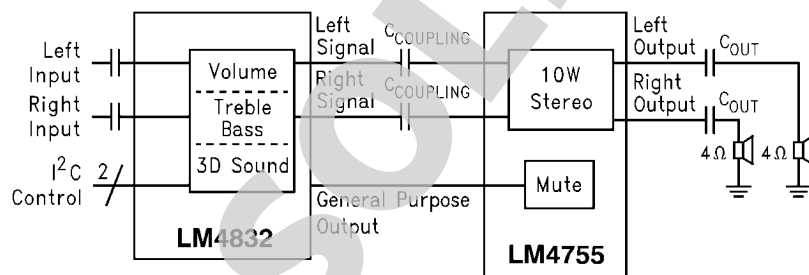 Left
Input
Right
Input
I²C
Control
2
Volume
Treble
Bass
3D Sound
LM4832
Left
Signal
Right
Signal
C_COUPLING
C_COUPLING
General Purpose
Output
10W
Stereo
Mute
LM4755
Left
Output
Right
Output
C_OUT
C_OUT
4Ω
4Ω
SOL